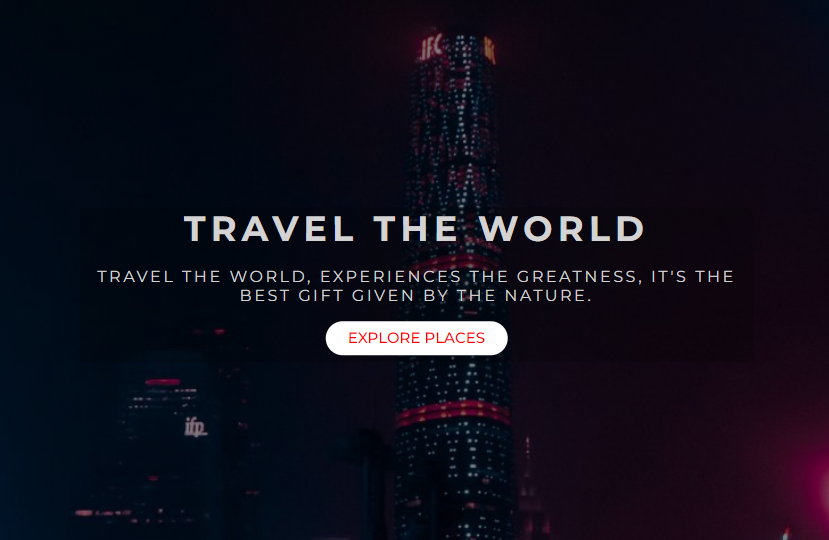 IFC
TRAVEL THE WORLD
TRAVEL THE WORLD, EXPERIENCES THE GREATNESS, IT'S THE
BEST GIFT GIVEN BY THE NATURE.
EXPLORE PLACES
ifp